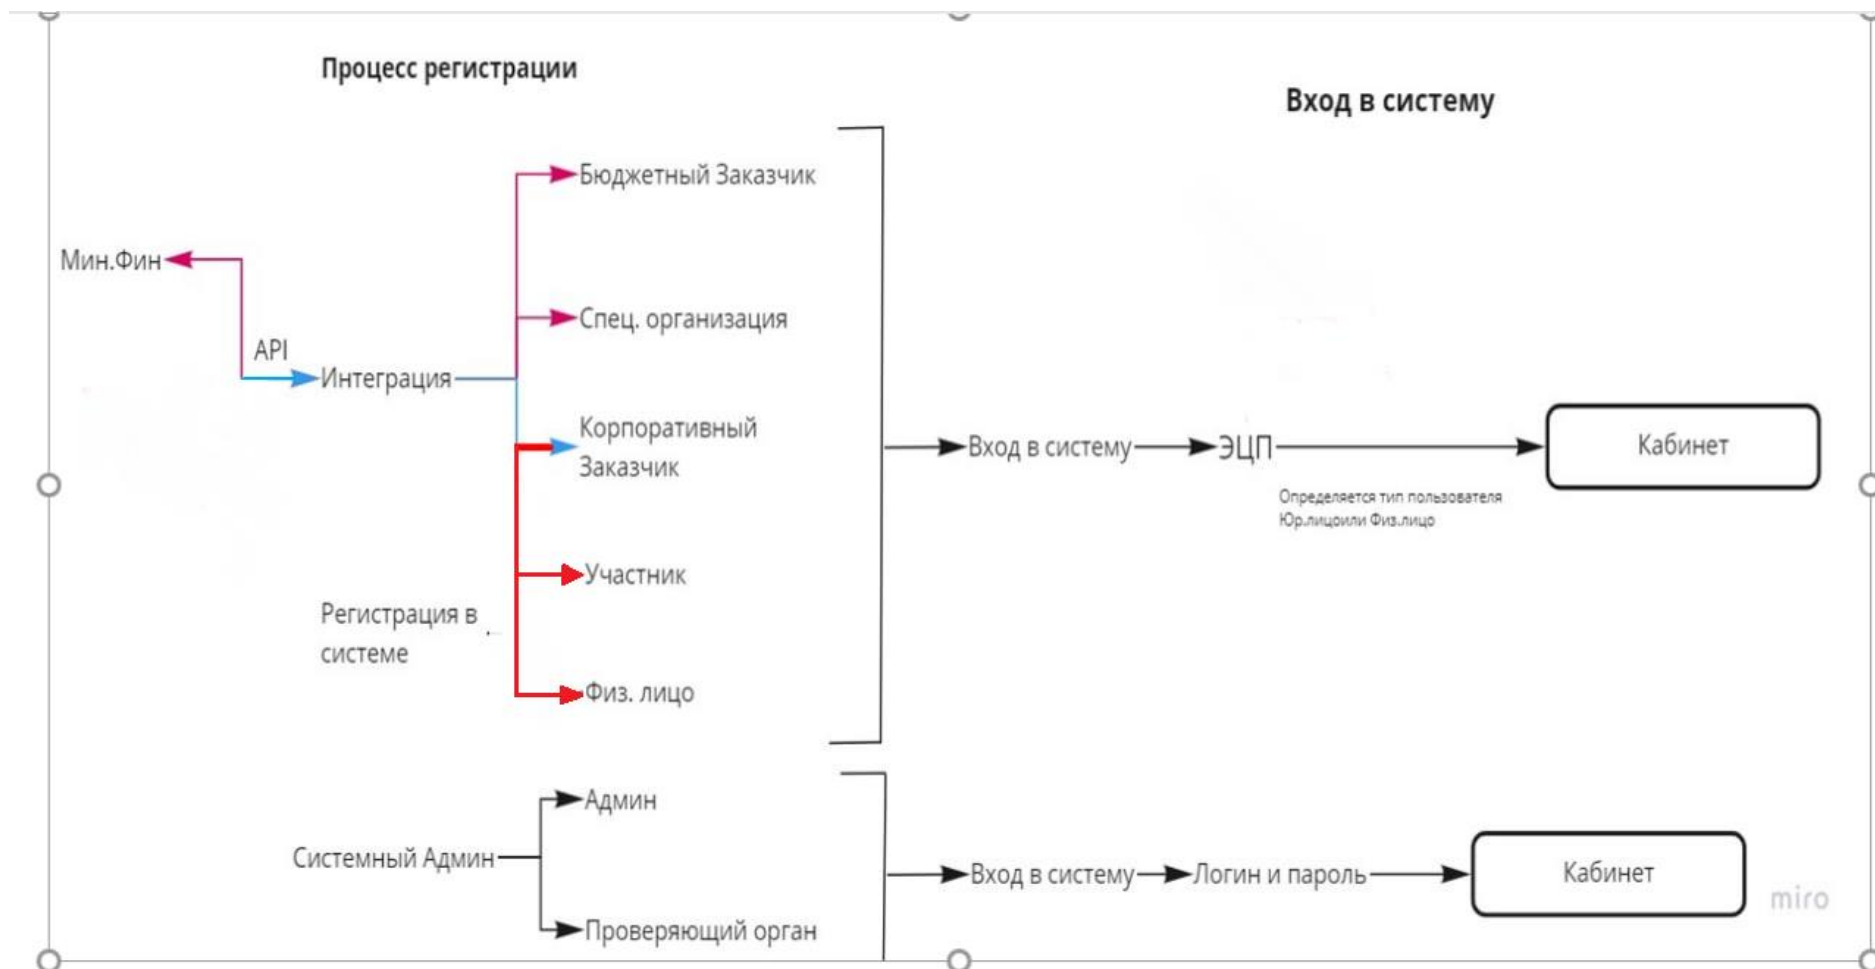 Процесс регистрации
Вход в систему
Бюджетный Заказчик
Мин.Фин
Спец. организация
API
Интеграция
Корпоративный
Заказчик
Вход в систему
ЭЦП
Кабинет
Определяется тип пользователя
Юр.лицоили Физ.лицо
Участник
Регистрация в
системе
Физ. лицо
Админ
Системный Админ
Вход в систему
Логин и пароль
Кабинет
miro
Проверяющий орган